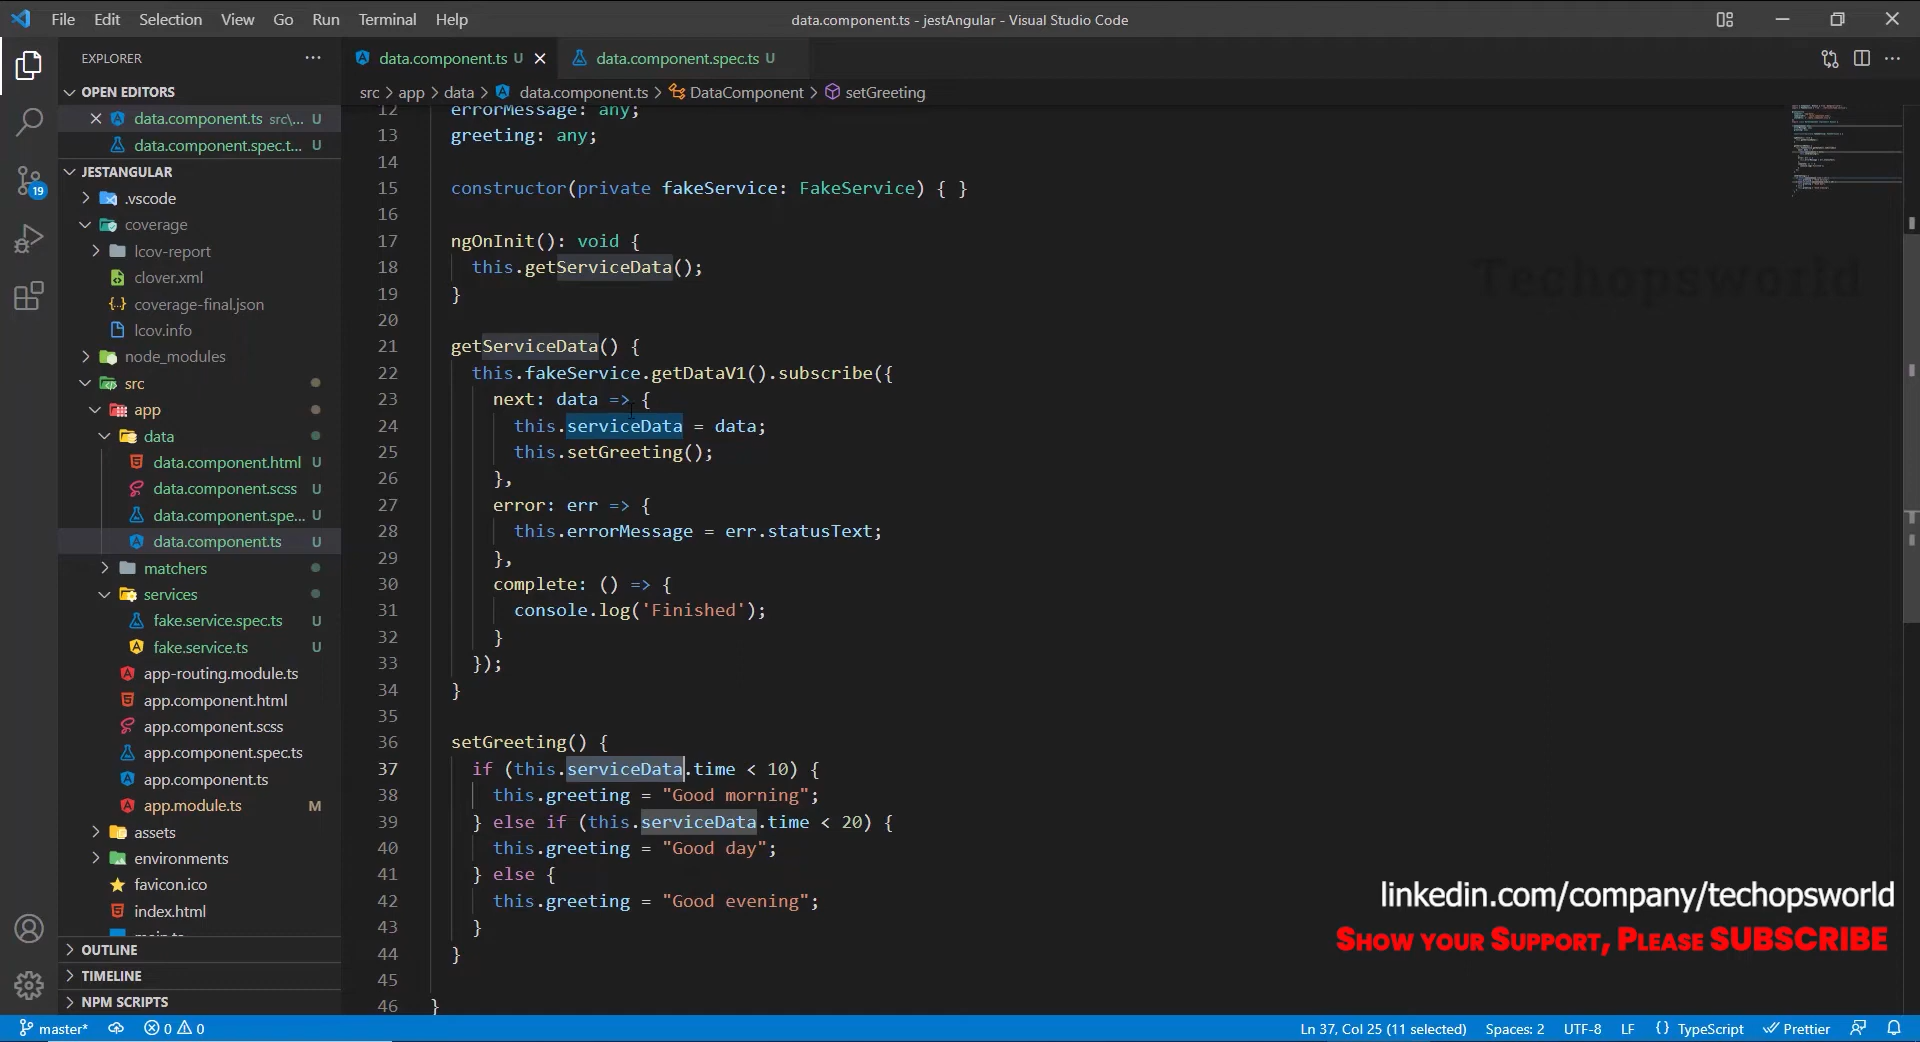 File Edit Selection View Go Run Terminal Help
data.component.ts - jestAngular - Visual Studio Code
EXPLORER
OPEN EDITORS
data.component.ts src\... U
data.component.spec.t... U
JESTANGULAR
.vscode
coverage
lcov-report
clover.xml
coverage-final.json
lcov.info
node_modules
src
app
data
data.component.html U
data.component.scss U
data.component.spe... U
data.component.ts U
matchers
services
fake.service.spec.ts U
fake.service.ts U
app-routing.module.ts
app.component.html
app.component.scss
app.component.spec.ts
app.component.ts
app.module.ts M
assets
environments
favicon.ico
index.html
main.ts
OUTLINE
TIMELINE
NPM SCRIPTS
19
data.component.ts U
data.component.spec.ts U
src > app > data > data.component.ts > DataComponent > setGreeting
12 errorMessage: any;
13 greeting: any;
14
15 constructor(private fakeService: FakeService) { }
16
17 ngOnInit(): void {
18 this.getServiceData();
19 }
20
21 getServiceData() {
22 this.fakeService.getDataV1().subscribe({
23 next: data => {
24 this.serviceData = data;
25 this.setGreeting();
26 },
27 error: err => {
28 this.errorMessage = err.statusText;
29 },
30 complete: () => {
31 console.log('Finished');
32 }
33 });
34 }
35
36 setGreeting() {
37 if (this.serviceData.time < 10) {
38 this.greeting = "Good morning";
39 } else if (this.serviceData.time < 20) {
40 this.greeting = "Good day";
41 } else {
42 this.greeting = "Good evening";
43 }
44 }
45
46 }
Techopsworld
linkedin.com/company/techopsworld
Show your Support, Please SUBSCRIBE
master* 0 0
Ln 37, Col 25 (11 selected) Spaces: 2 UTF-8 LF {} TypeScript Prettier